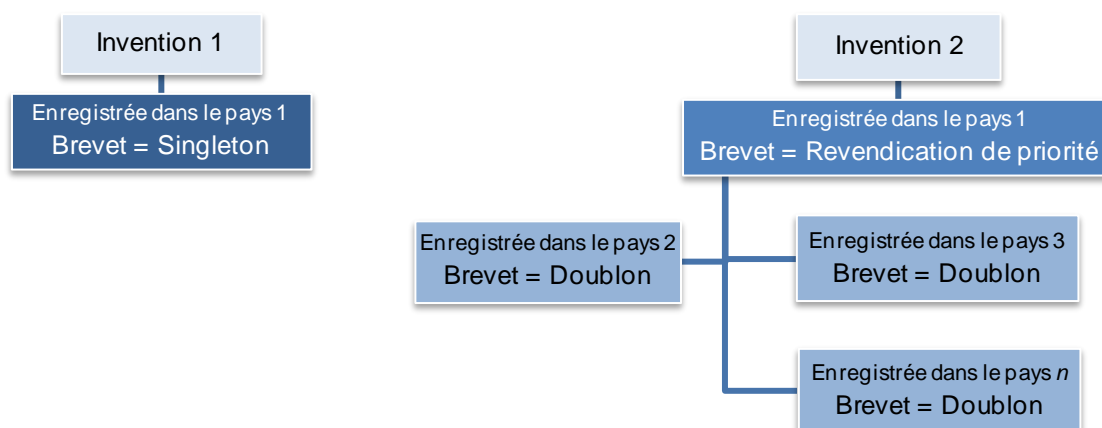 Invention 1
Enregistrée dans le pays 1
Brevet = Singleton
Invention 2
Enregistrée dans le pays 1
Brevet = Revendication de priorité
Enregistrée dans le pays 2
Brevet = Doublon
Enregistrée dans le pays 3
Brevet = Doublon
Enregistrée dans le pays n
Brevet = Doublon